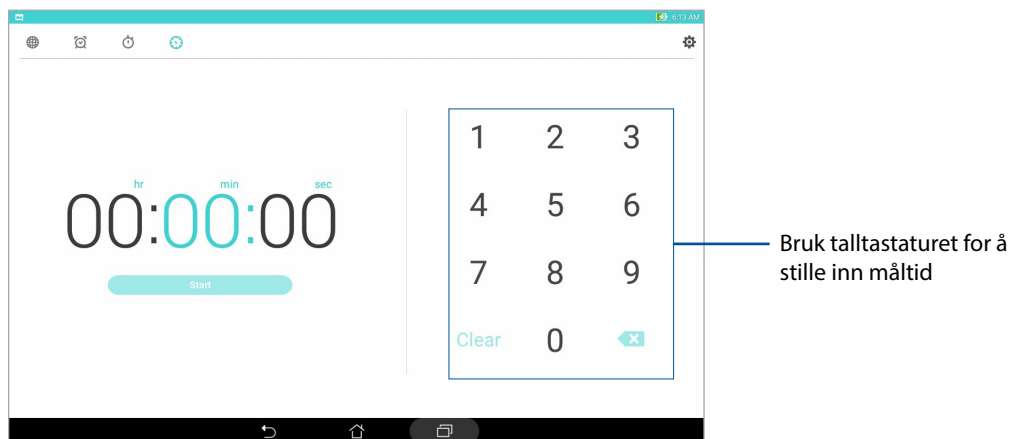 6:13 AM
hr min sec
00:00:00
Start
1 2 3
4 5 6
7 8 9
Clear 0
Bruk talltastaturet for å
stille inn måltid